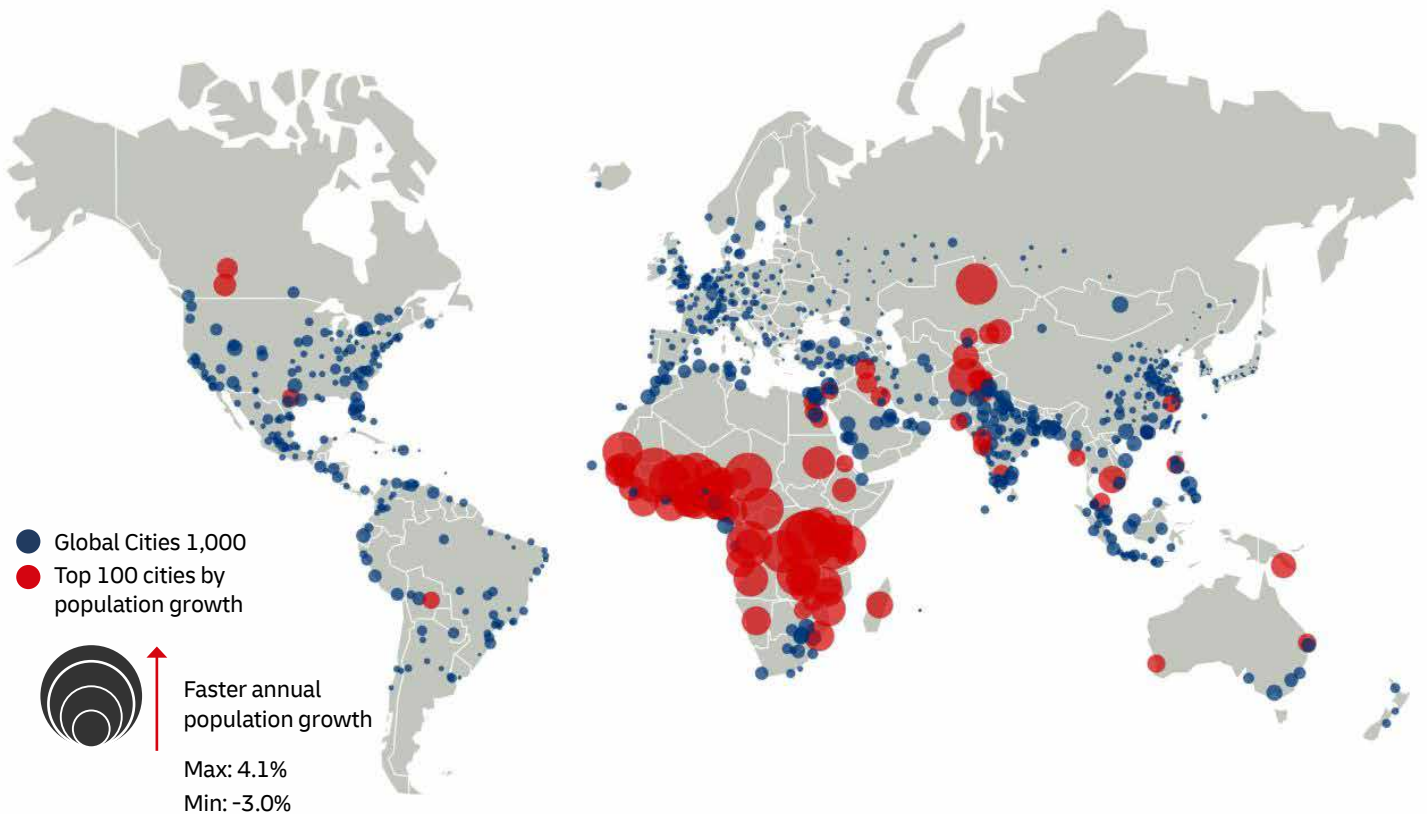 Global Cities 1,000
Top 100 cities by
population growth
Faster annual
population growth
Max: 4.1%
Min: -3.0%